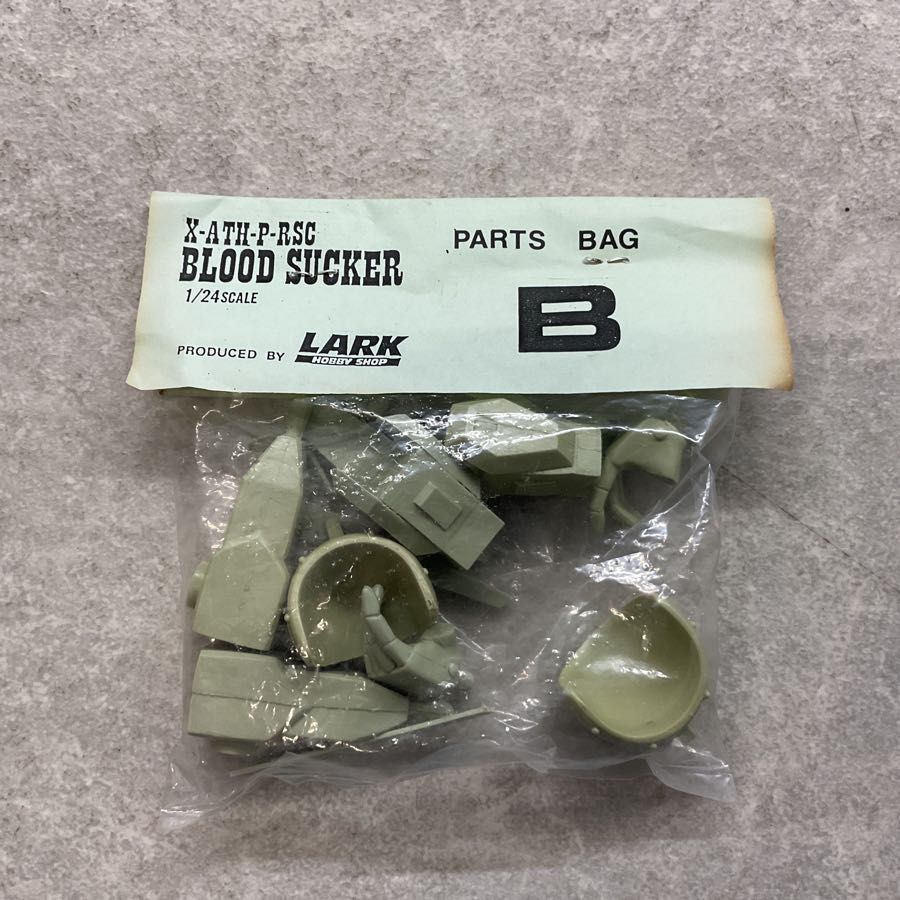 X-ATH-P-RSC
BLOOD SUCKER
1/24SCALE
PRODUCED BY LARK
HOBBY SHOP
PARTS BAG
B